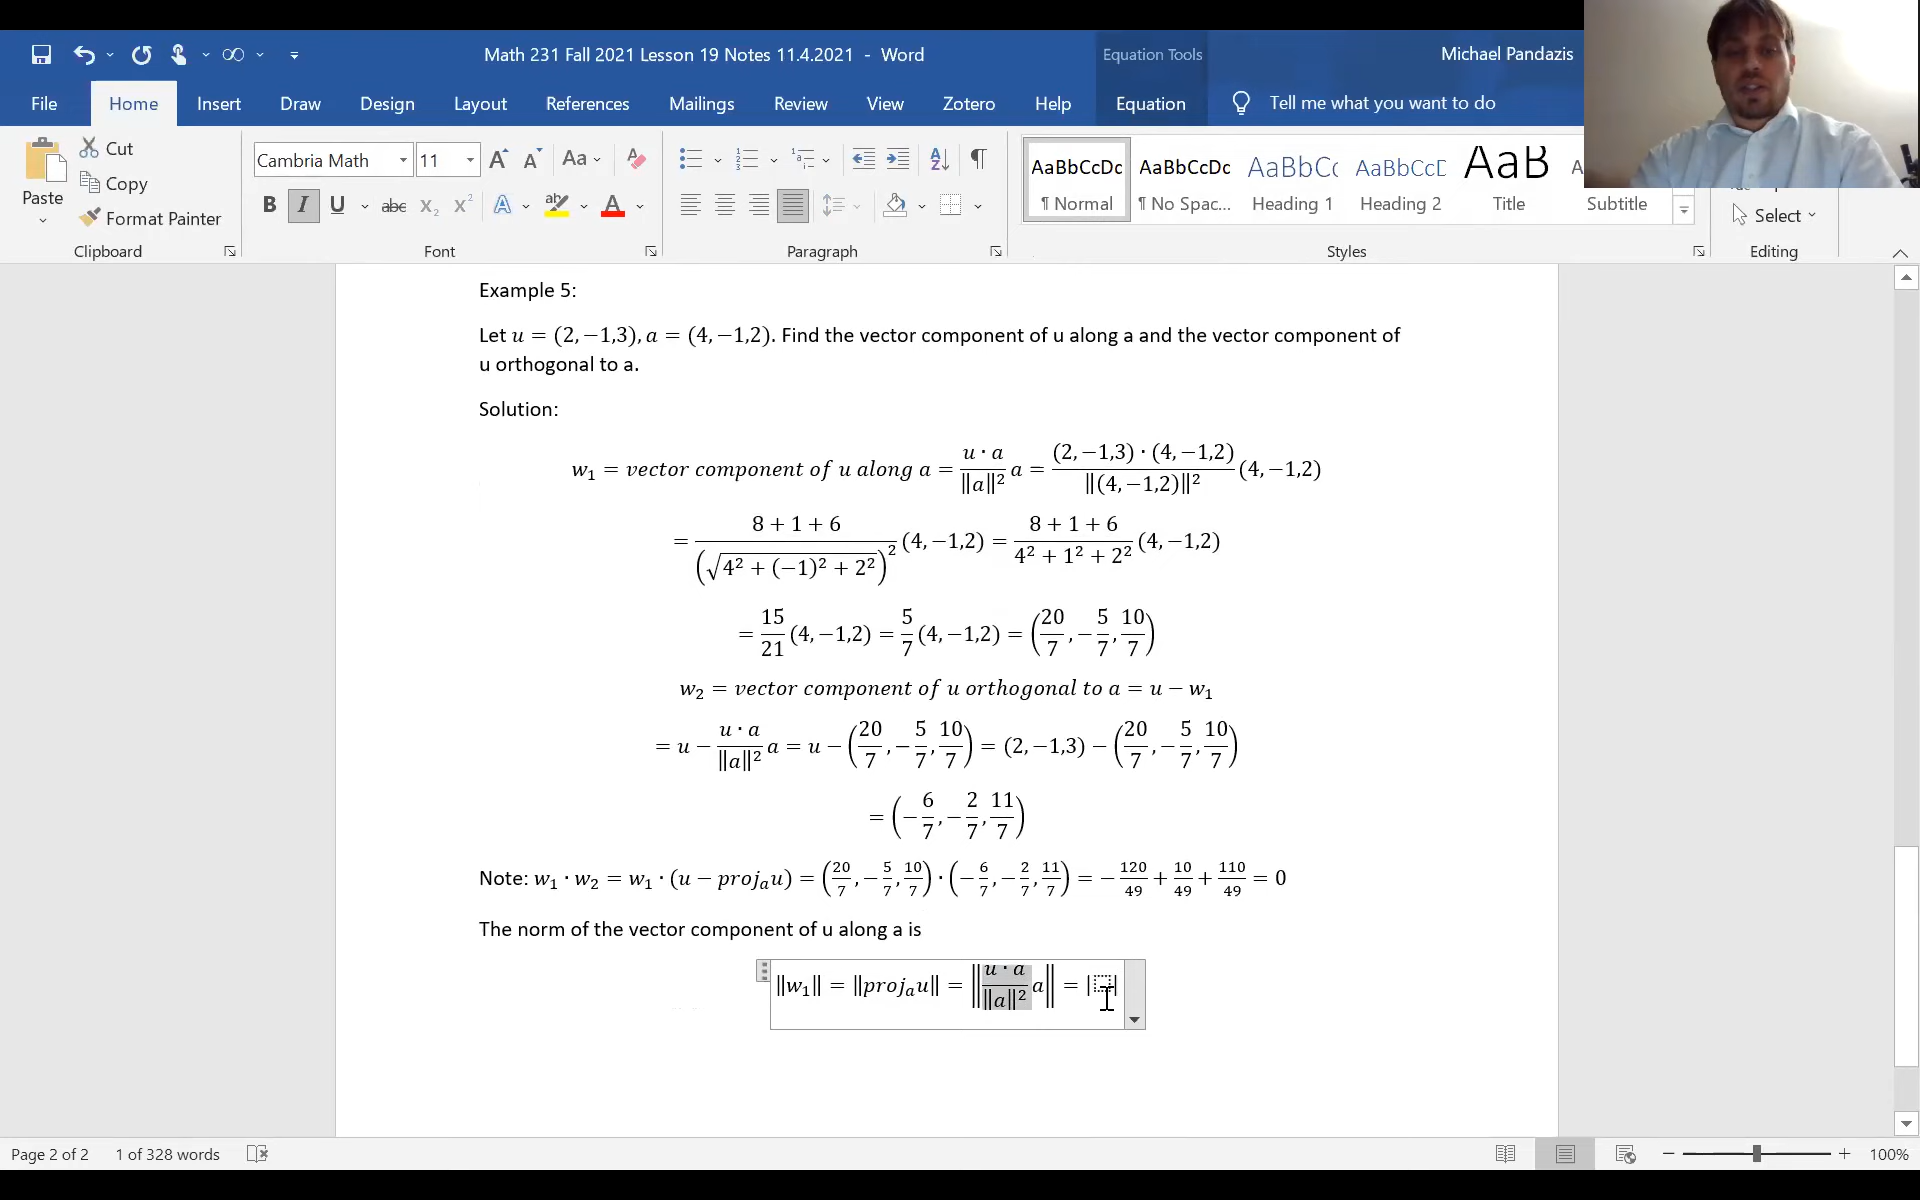 Math 231 Fall 2021 Lesson 19 Notes 11.4.2021 - Word
Equation Tools
Michael Pandazis
File Home Insert Draw Design Layout References Mailings Review View Zotero Help Equation Tell me what you want to do
Paste
Cut
Copy
Format Painter
Clipboard
Cambria Math 11
Font
Paragraph
AaBbCcDc AaBbCcDc AaBbCc AaBbCcD AaB
¶ Normal ¶ No Spac... Heading 1 Heading 2 Title Subtitle
Styles
Select
Editing
Example 5:
Let u = (2, −1,3), a = (4, −1,2). Find the vector component of u along a and the vector component of
u orthogonal to a.
Solution:
w₁ = vector component of u along a = (u · a)/‖a‖² a = ((2, −1,3) · (4, −1,2))/‖(4, −1,2)‖² (4, −1,2)
= (8 + 1 + 6)/(√(4² + (−1)² + 2²))² (4, −1,2) = (8 + 1 + 6)/(4² + 1² + 2²) (4, −1,2)
= 15/21 (4, −1,2) = 5/7 (4, −1,2) = (20/7, −5/7, 10/7)
w₂ = vector component of u orthogonal to a = u − w₁
= u − (u · a)/‖a‖² a = u − (20/7, −5/7, 10/7) = (2, −1,3) − (20/7, −5/7, 10/7)
= (−6/7, −2/7, 11/7)
Note: w₁ · w₂ = w₁ · (u − projₐu) = (20/7, −5/7, 10/7) · (−6/7, −2/7, 11/7) = −120/49 + 10/49 + 110/49 = 0
The norm of the vector component of u along a is
‖w₁‖ = ‖projₐu‖ = ‖(u · a)/‖a‖² a‖ = | |
Page 2 of 2 1 of 328 words 100%